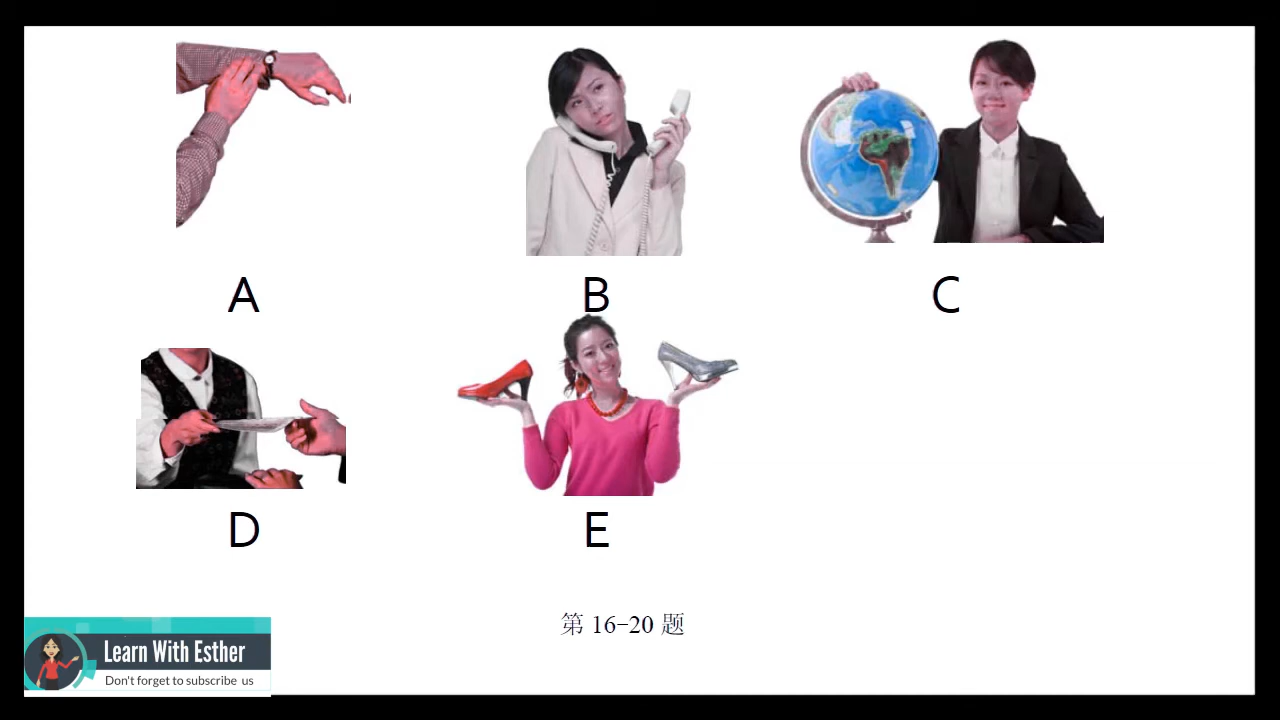 A
B
C
D
E
第 16-20 题
Learn With Esther
Don't forget to subscribe us